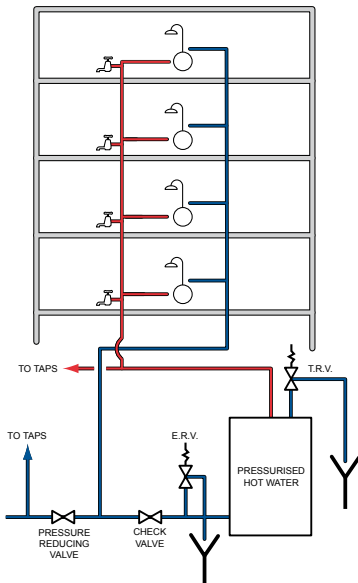 TO TAPS
T.R.V.
TO TAPS
E.R.V.
PRESSURISED
HOT WATER
PRESSURE
REDUCING
VALVE
CHECK
VALVE